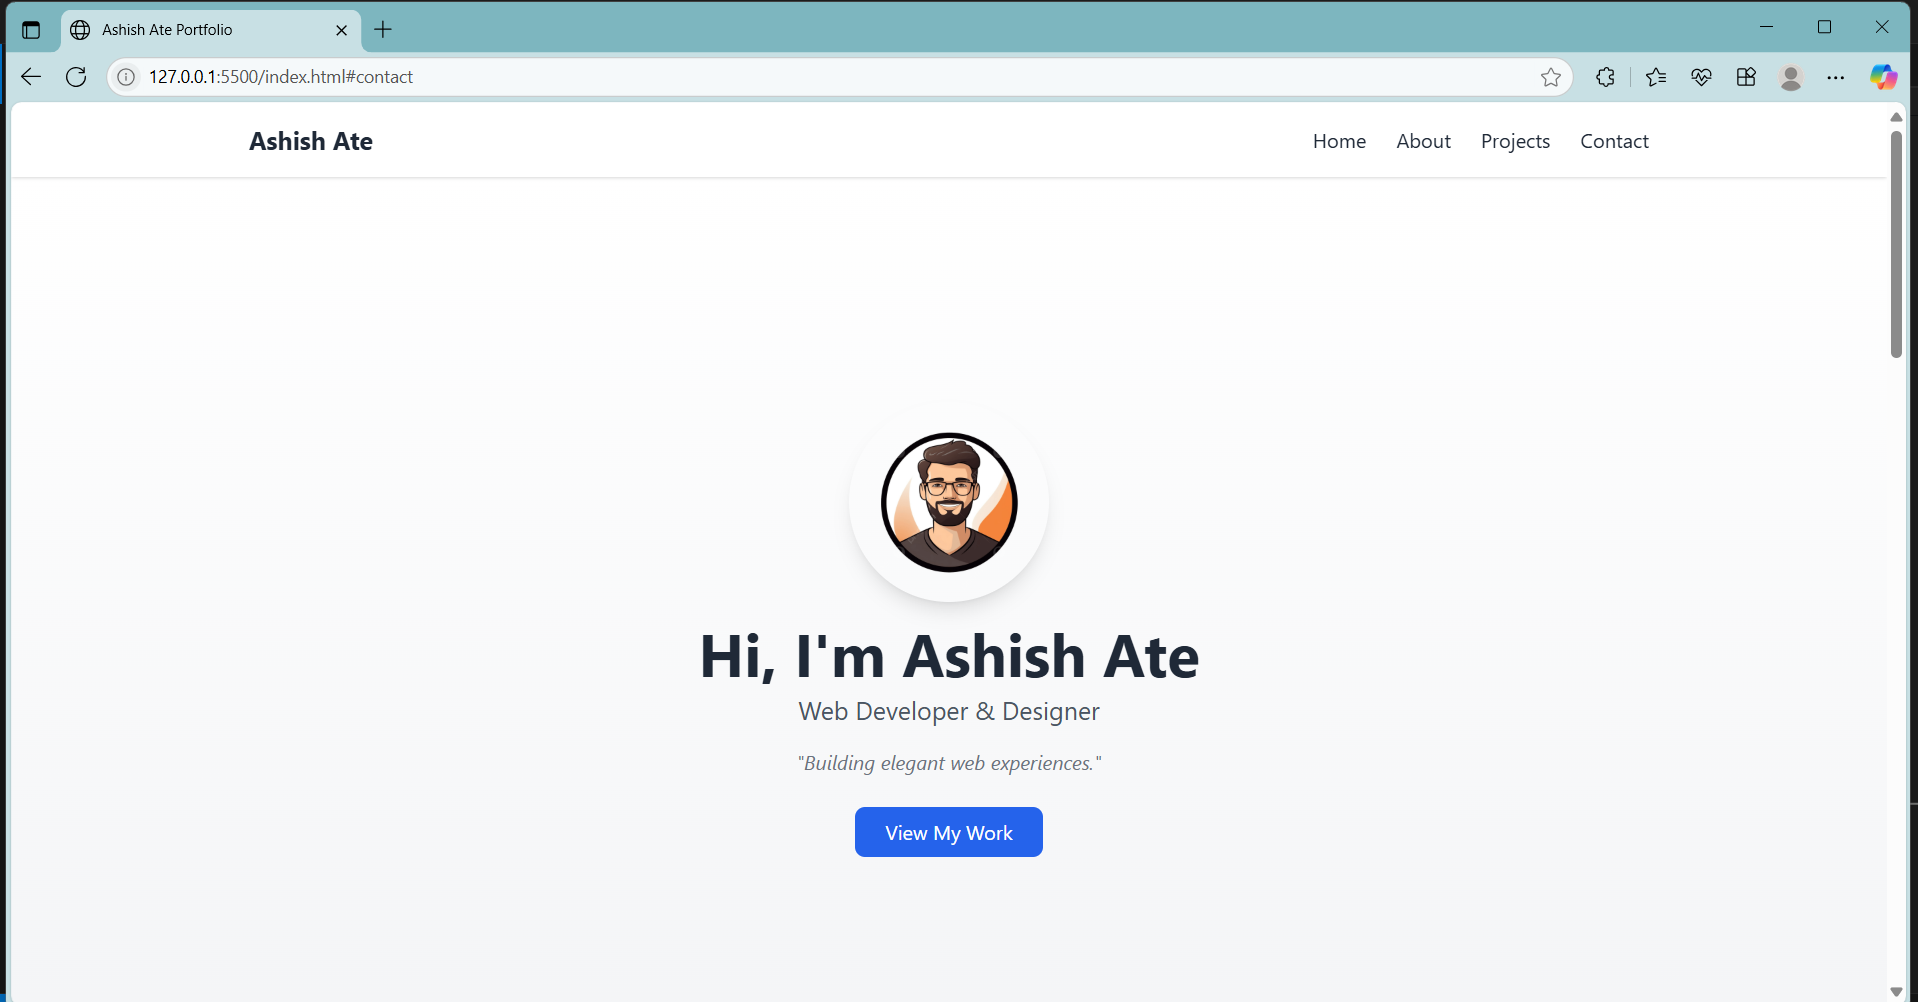 Ashish Ate Portfolio
127.0.0.1:5500/index.html#contact
Ashish Ate
Home About Projects Contact
Hi, I'm Ashish Ate
Web Developer & Designer
"Building elegant web experiences."
View My Work